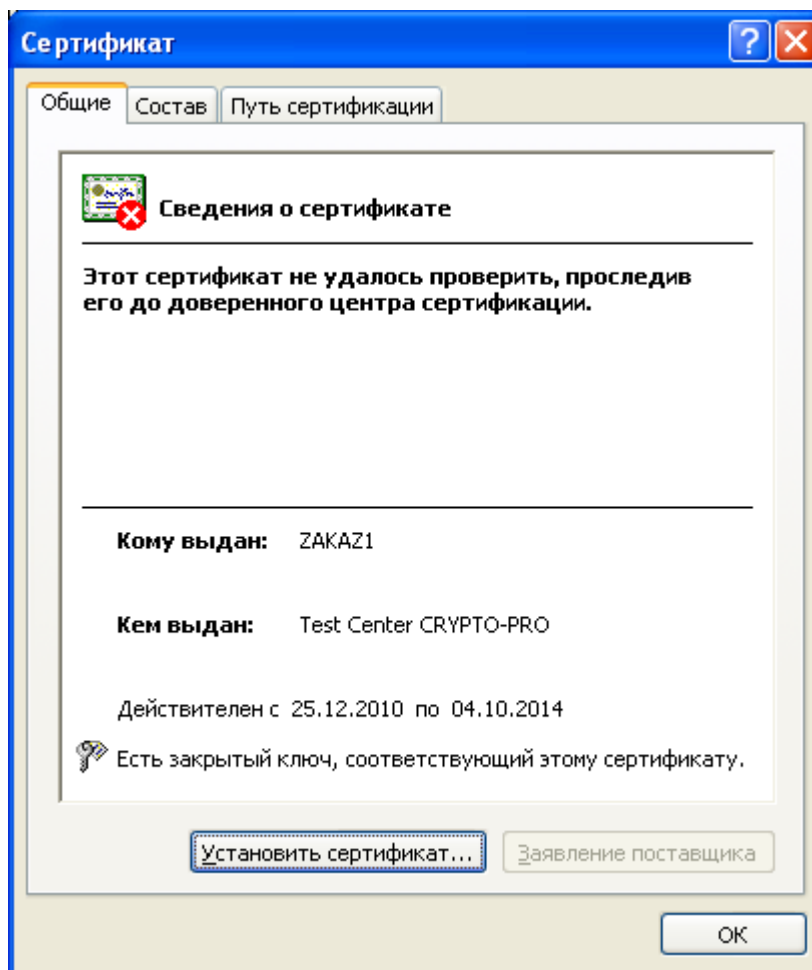 Сертификат
Общие Состав Путь сертификации
Сведения о сертификате
Этот сертификат не удалось проверить, проследив
его до доверенного центра сертификации.
Кому выдан: ZAKAZ1
Кем выдан: Test Center CRYPTO-PRO
Действителен с 25.12.2010 по 04.10.2014
Есть закрытый ключ, соответствующий этому сертификату.
Установить сертификат... Заявление поставщика
ОК